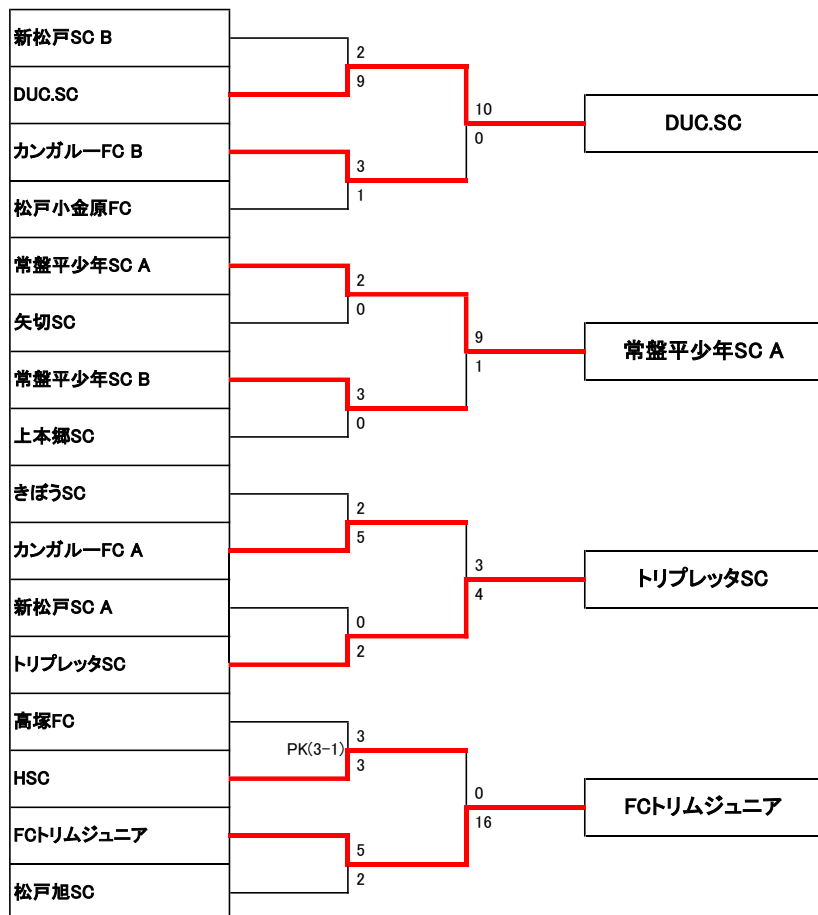 新松戸SC B
2
9
DUC.SC
10
0
DUC.SC
カンガルーFC B
3
1
松戸小金原FC
常盤平少年SC A
2
0
矢切SC
9
1
常盤平少年SC A
常盤平少年SC B
3
0
上本郷SC
きぼうSC
2
5
カンガルーFC A
3
4
トリプレッタSC
新松戸SC A
0
2
トリプレッタSC
高塚FC
PK(3-1)
3
3
HSC
0
16
FCトリムジュニア
FCトリムジュニア
5
2
松戸旭SC